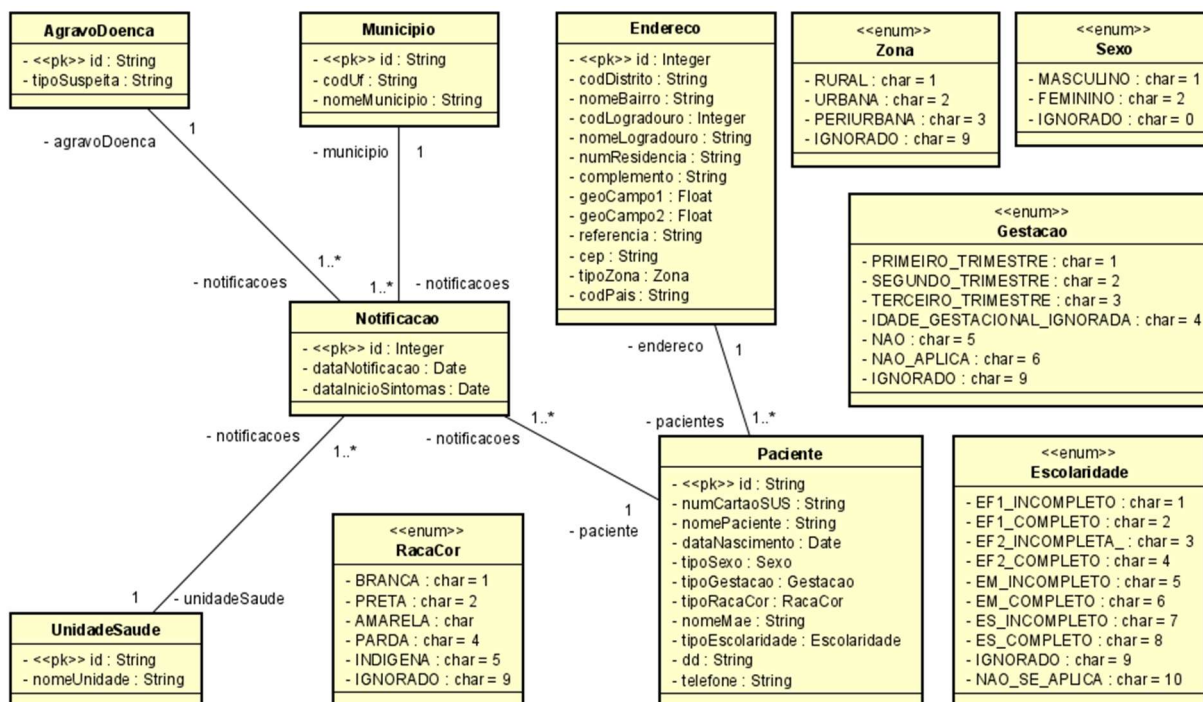 AgravoDoenca
- <<pk>> id : String
- tipoSuspeita : String
Municipio
- <<pk>> id : String
- codUf : String
- nomeMunicipio : String
Endereco
- <<pk>> id : Integer
- codDistrito : String
- nomeBairro : String
- codLogradouro : Integer
- nomeLogradouro : String
- numResidencia : String
- complemento : String
- geoCampo1 : Float
- geoCampo2 : Float
- referencia : String
- cep : String
- tipoZona : Zona
- codPais : String
<<enum>>
Zona
- RURAL : char = 1
- URBANA : char = 2
- PERIURBANA : char = 3
- IGNORADO : char = 9
<<enum>>
Sexo
- MASCULINO : char = 1
- FEMININO : char = 2
- IGNORADO : char = 0
1
- agravoDoenca
- municipio
1
<<enum>>
Gestacao
- PRIMEIRO_TRIMESTRE : char = 1
- SEGUNDO_TRIMESTRE : char = 2
- TERCEIRO_TRIMESTRE : char = 3
- IDADE_GESTACIONAL_IGNORADA : char = 4
- NAO : char = 5
- NAO_APLICA : char = 6
- IGNORADO : char = 9
1..*
- notificacoes
1..*
- notificacoes
Notificacao
- <<pk>> id : Integer
- dataNotificacao : Date
- dataInicioSintomas : Date
- endereco
1
- notificacoes
1..*
1..*
- notificacoes
- pacientes
1..*
Paciente
- <<pk>> id : String
- numCartaoSUS : String
- nomePaciente : String
- dataNascimento : Date
- tipoSexo : Sexo
- tipoGestacao : Gestacao
- tipoRacaCor : RacaCor
- nomeMae : String
- tipoEscolaridade : Escolaridade
- dd : String
- telefone : String
<<enum>>
Escolaridade
- EF1_INCOMPLETO : char = 1
- EF1_COMPLETO : char = 2
- EF2_INCOMPLETA_ : char = 3
- EF2_COMPLETO : char = 4
- EM_INCOMPLETO : char = 5
- EM_COMPLETO : char = 6
- ES_INCOMPLETO : char = 7
- ES_COMPLETO : char = 8
- IGNORADO : char = 9
- NAO_SE_APLICA : char = 10
1
- paciente
<<enum>>
RacaCor
- BRANCA : char = 1
- PRETA : char = 2
- AMARELA : char
- PARDA : char = 4
- INDIGENA : char = 5
- IGNORADO : char = 9
1
- unidadeSaude
UnidadeSaude
- <<pk>> id : String
- nomeUnidade : String